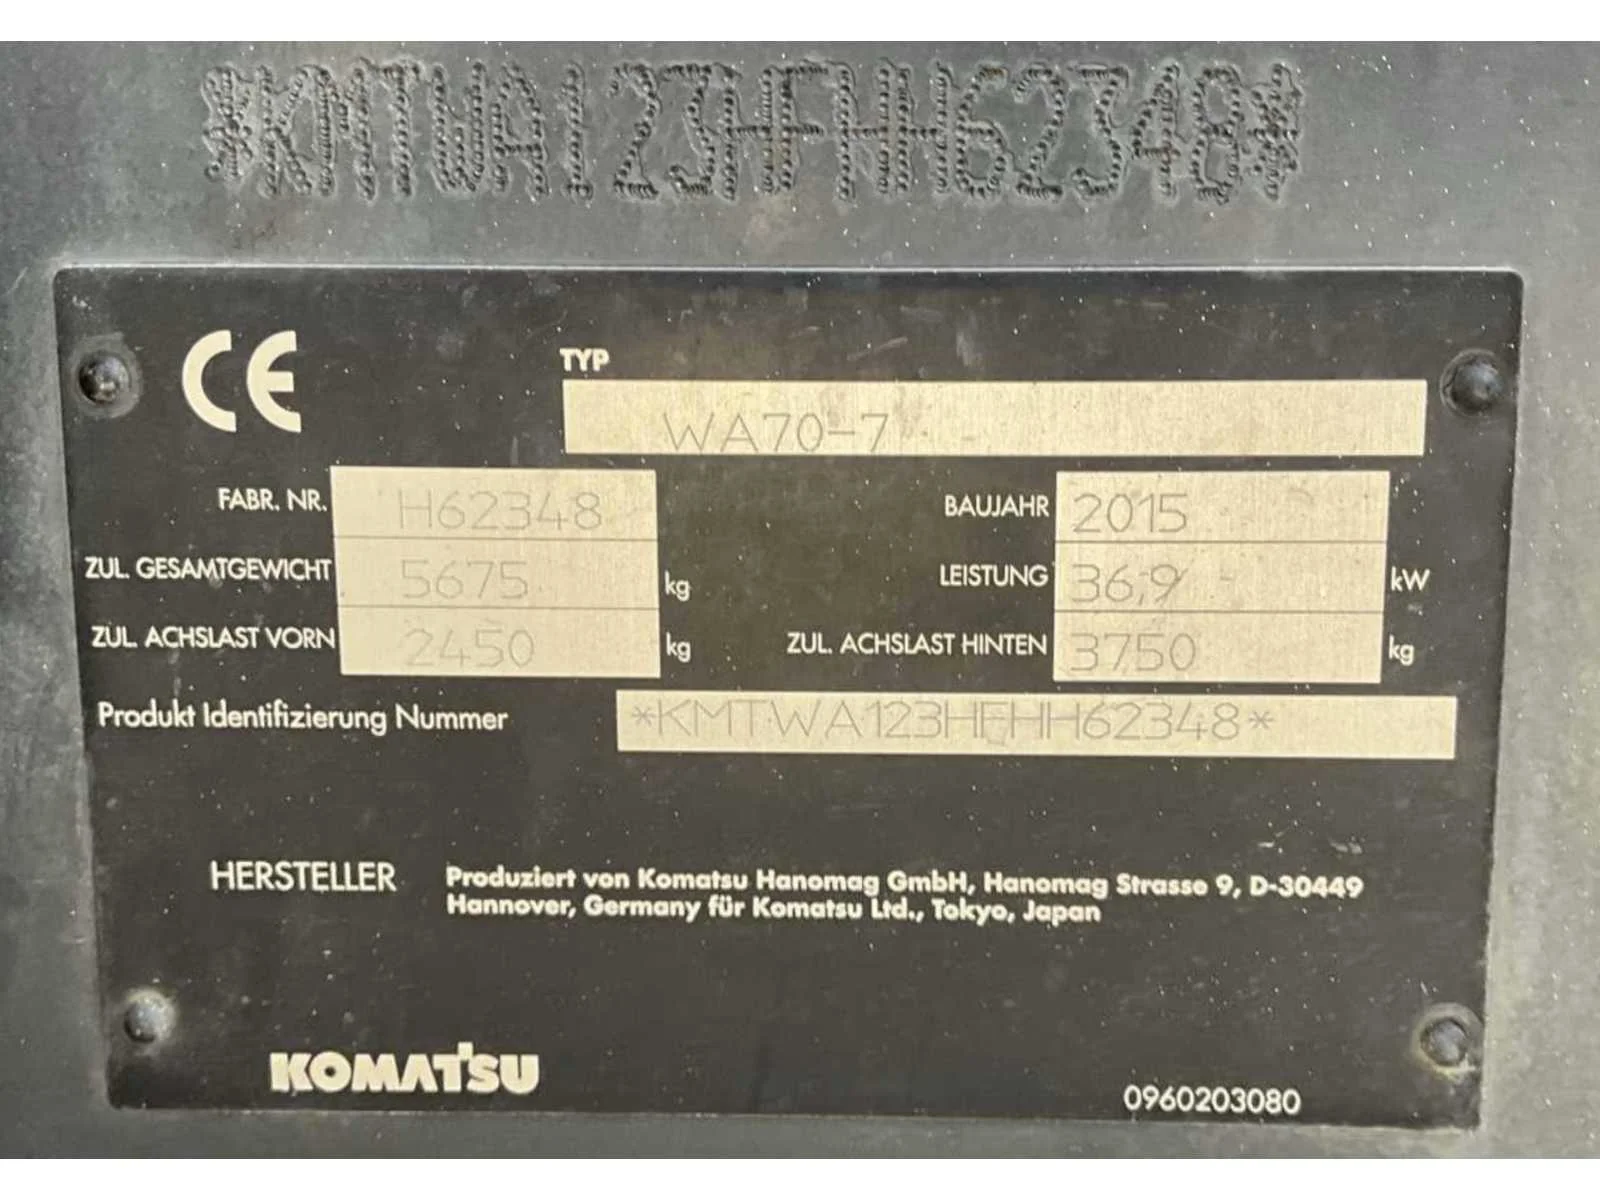 *KMTWA123HFHH62348*
CE
TYP
WA70-7
FABR. NR. H62348
BAUJAHR 2015
ZUL. GESAMTGEWICHT 5675 kg
LEISTUNG 36,9 kW
ZUL. ACHSLAST VORN 2450 kg
ZUL. ACHSLAST HINTEN 3750 kg
Produkt Identifizierung Nummer *KMTWA123HFHH62348*
HERSTELLER Produziert von Komatsu Hanomag GmbH, Hanomag Strasse 9, D-30449
Hannover, Germany für Komatsu Ltd., Tokyo, Japan
KOMATSU
0960203080